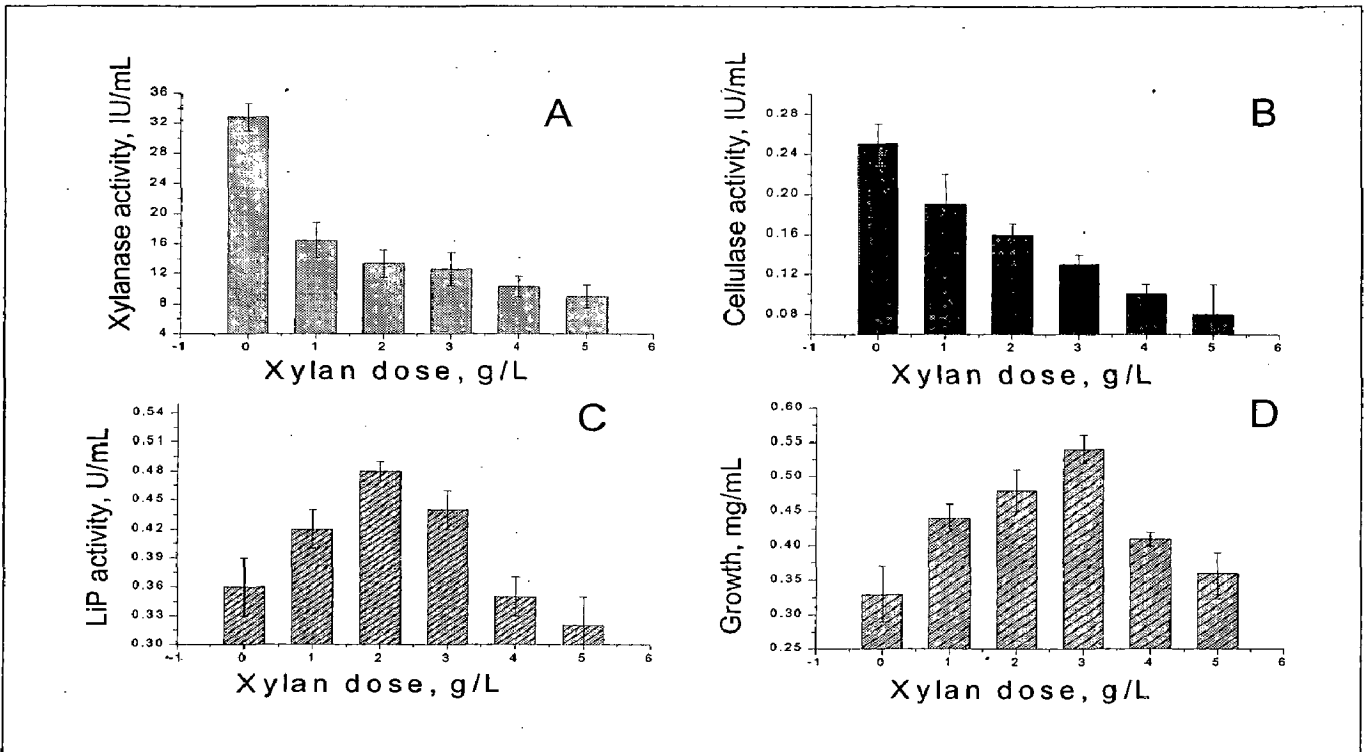 A
Xylanase activity, IU/mL
36
32
28
24
20
16
12
8
4
-1 0 1 2 3 4 5 6
Xylan dose, g/L
B
Cellulase activity, IU/mL
0.28
0.24
0.20
0.16
0.12
0.08
-1 0 1 2 3 4 5 6
Xylan dose, g/L
C
LiP activity, U/mL
0.54
0.51
0.48
0.45
0.42
0.39
0.36
0.33
0.30
-1 0 1 2 3 4 5 6
Xylan dose, g/L
D
Growth, mg/mL
0.60
0.55
0.50
0.45
0.40
0.35
0.30
0.25
-1 0 1 2 3 4 5 6
Xylan dose, g/L